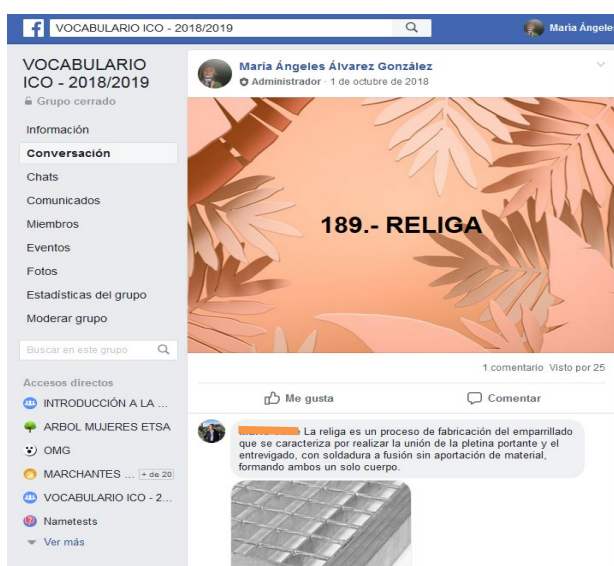 VOCABULARIO ICO - 2018/2019
María Ángeles
VOCABULARIO
ICO - 2018/2019
Grupo cerrado
Información
Conversación
Chats
Comunicados
Miembros
Eventos
Fotos
Estadísticas del grupo
Moderar grupo
Buscar en este grupo
Accesos directos
INTRODUCCIÓN A LA ...
ARBOL MUJERES ETSA
OMG
MARCHANTES ... + de 20
VOCABULARIO ICO - 2...
Nametests
Ver más
María Ángeles Álvarez González
Administrador · 1 de octubre de 2018
189.- RELIGA
1 comentario Visto por 25
Me gusta Comentar
La religa es un proceso de fabricación del emparrillado
que se caracteriza por realizar la unión de la pletina portante y el
entrevigado, con soldadura a fusión sin aportación de material,
formando ambos un solo cuerpo.